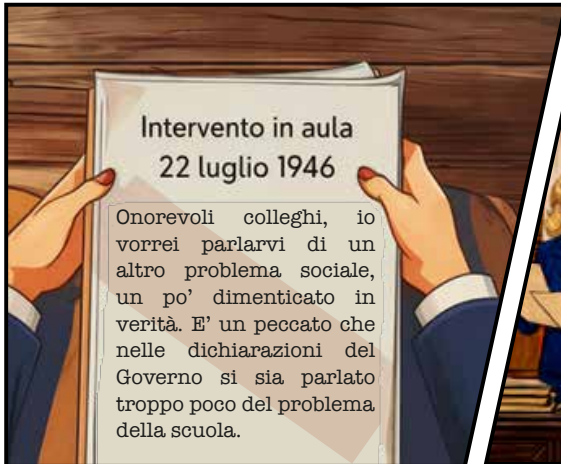 Intervento in aula
22 luglio 1946
Onorevoli colleghi, io
vorrei parlarvi di un
altro problema sociale,
un po’ dimenticato in
verità. E’ un peccato che
nelle dichiarazioni del
Governo si sia parlato
troppo poco del problema
della scuola.